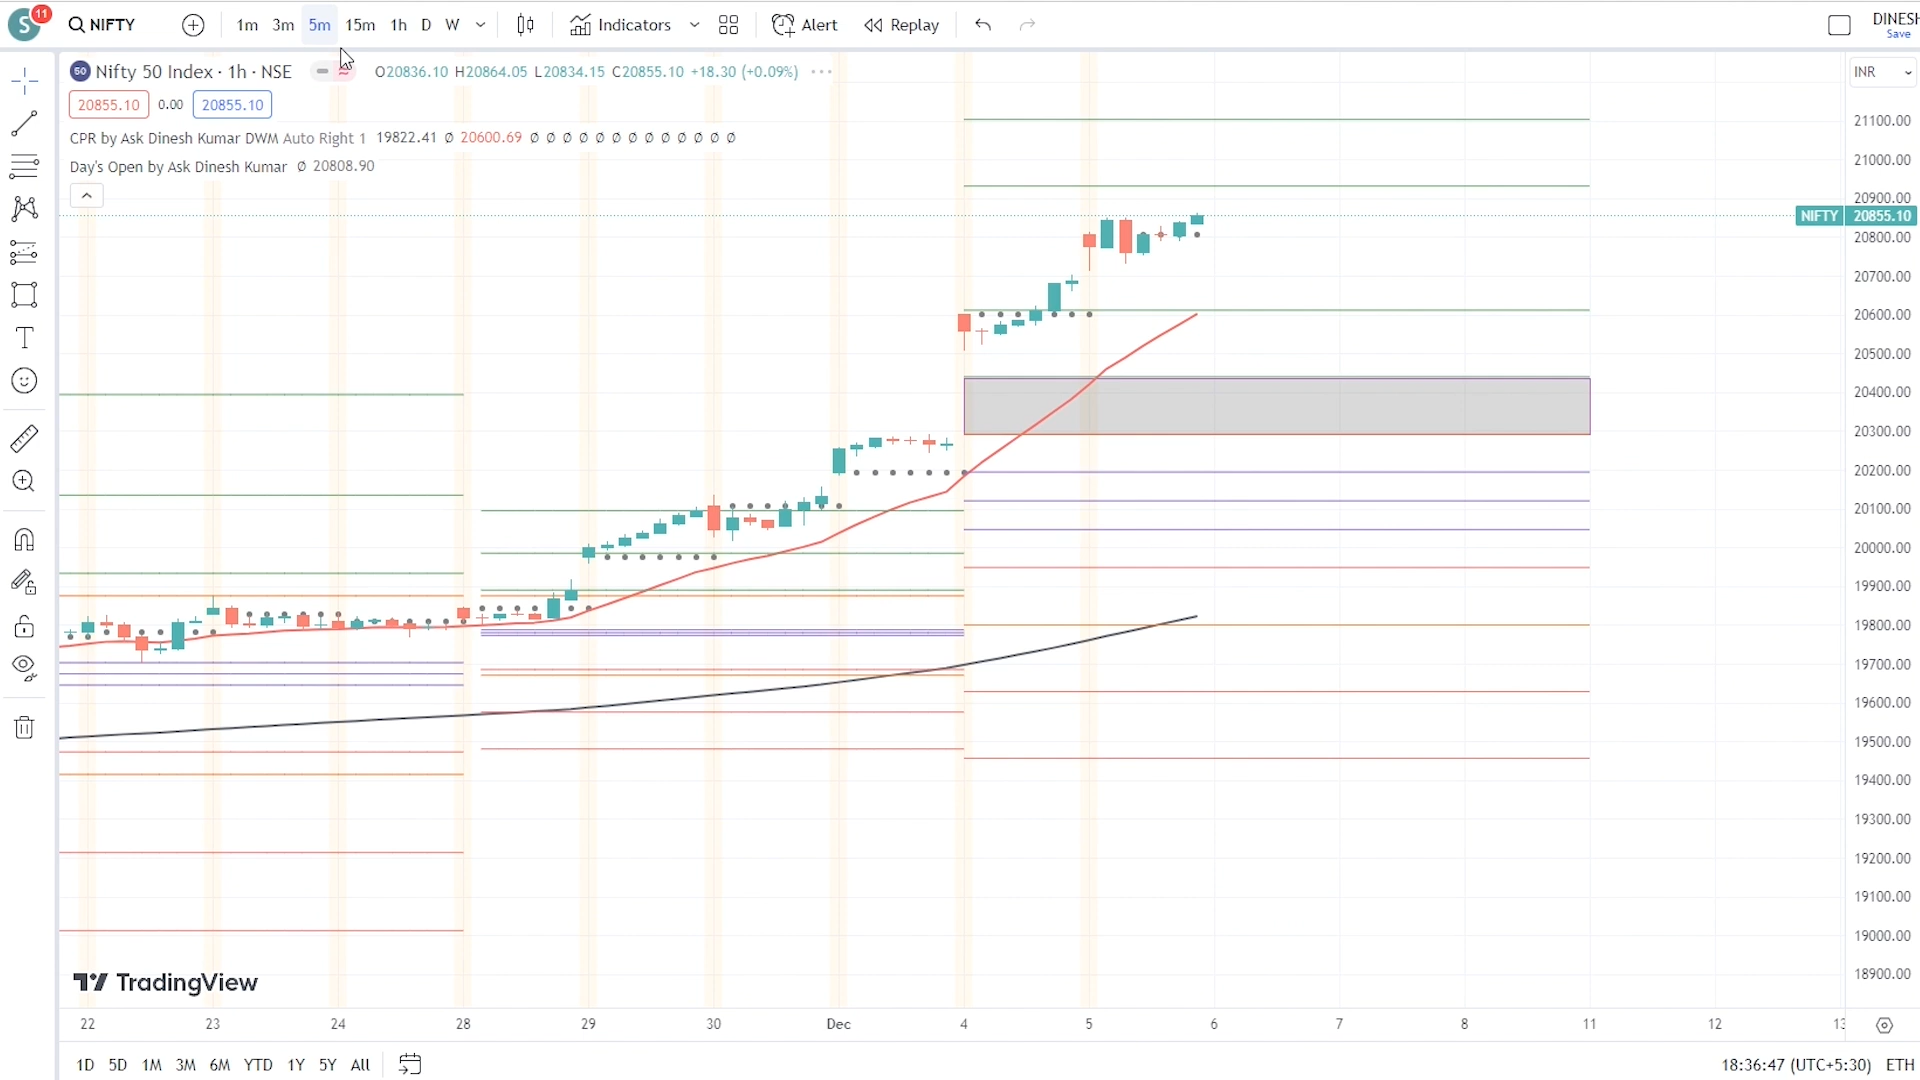 S 11 NIFTY 1m 3m 5m 15m 1h D W Indicators Alert Replay DINESH
Save
50 Nifty 50 Index · 1h · NSE O20836.10 H20864.05 L20834.15 C20855.10 +18.30 (+0.09%) INR
20855.10 0.00 20855.10
CPR by Ask Dinesh Kumar DWM Auto Right 1 19822.41 Ø 20600.69 Ø Ø Ø Ø Ø Ø Ø Ø Ø Ø Ø Ø Ø
Day's Open by Ask Dinesh Kumar Ø 20808.90
21100.00
21000.00
20900.00
NIFTY 20855.10
20800.00
20700.00
20600.00
20500.00
20400.00
20300.00
20200.00
20100.00
20000.00
19900.00
19800.00
19700.00
19600.00
19500.00
19400.00
19300.00
19200.00
19100.00
19000.00
18900.00
TradingView
22 23 24 28 29 30 Dec 4 5 6 7 8 11 12 13
1D 5D 1M 3M 6M YTD 1Y 5Y All 18:36:47 (UTC+5:30) ETH